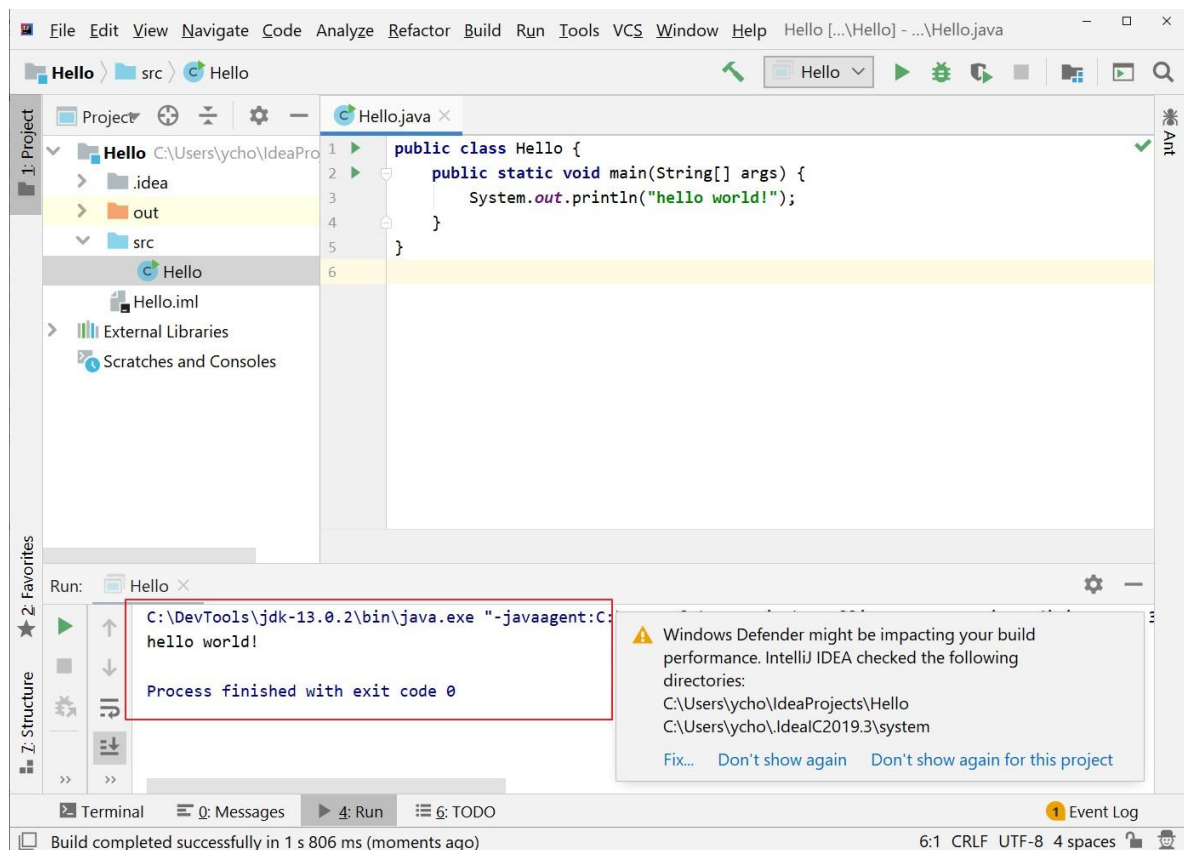 File Edit View Navigate Code Analyze Refactor Build Run Tools VCS Window Help Hello [...\Hello] - ...\Hello.java
Hello src Hello
Hello
1: Project
Project
Hello C:\Users\ycho\IdeaPro
.idea
out
src
Hello
Hello.iml
External Libraries
Scratches and Consoles
Hello.java
1 public class Hello {
2 public static void main(String[] args) {
3 System.out.println("hello world!");
4 }
5 }
6
Ant
2: Favorites
7: Structure
Run: Hello
C:\DevTools\jdk-13.0.2\bin\java.exe "-javaagent:C:
hello world!
Process finished with exit code 0
Windows Defender might be impacting your build
performance. IntelliJ IDEA checked the following
directories:
C:\Users\ycho\IdeaProjects\Hello
C:\Users\ycho\.IdeaIC2019.3\system
Fix... Don't show again Don't show again for this project
Terminal 0: Messages 4: Run 6: TODO 1 Event Log
Build completed successfully in 1 s 806 ms (moments ago) 6:1 CRLF UTF-8 4 spaces